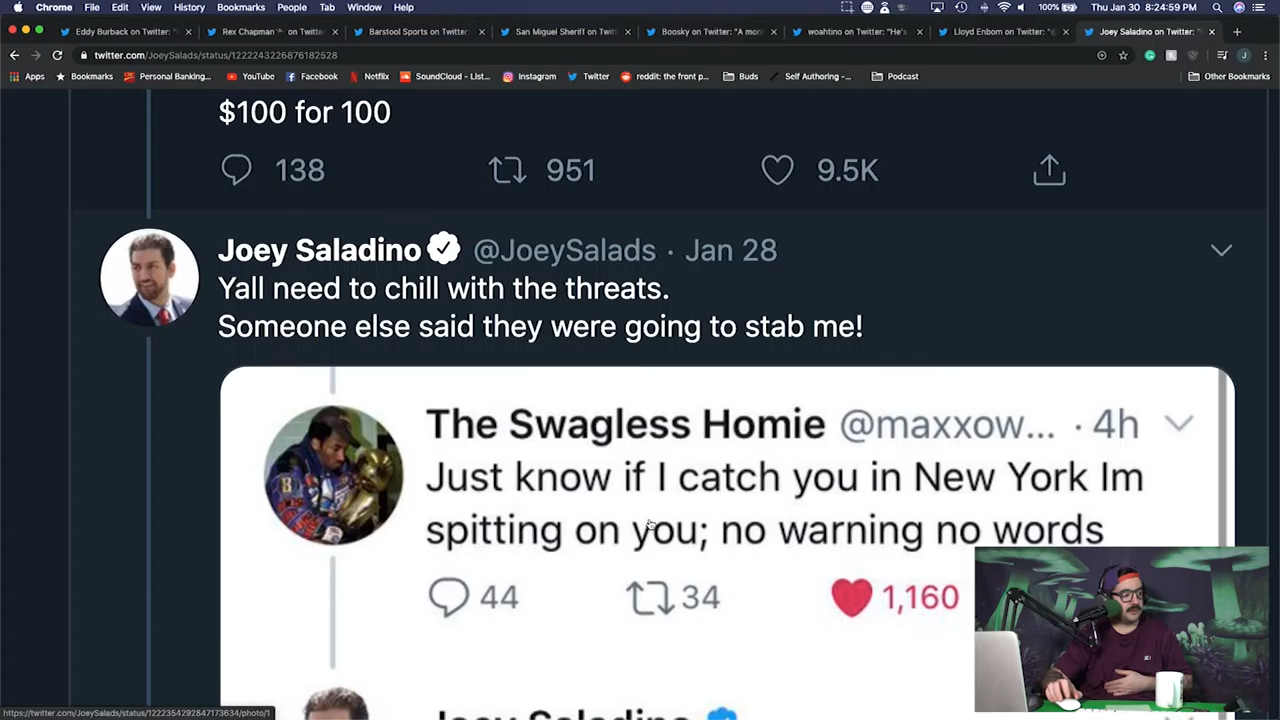 Chrome File Edit View History Bookmarks People Tab Window Help 100% Thu Jan 30 8:24:59 PM
Eddy Burback on Twitter: " Rex Chapman on Twitter: Barstool Sports on Twitter: San Miguel Sheriff on Twitt Boosky on Twitter: "A mor woahtino on Twitter: "He's Lloyd Enbom on Twitter: "@ Joey Saladino on Twitter: "
twitter.com/JoeySalads/status/1222243226876182528
Apps Bookmarks Personal Banking... YouTube Facebook Netflix SoundCloud - List... Instagram Twitter reddit: the front p... Buds Self Authoring -... Podcast Other Bookmarks
$100 for 100
138 951 9.5K
Joey Saladino @JoeySalads · Jan 28
Yall need to chill with the threats.
Someone else said they were going to stab me!
The Swagless Homie @maxxow... · 4h
Just know if I catch you in New York Im
spitting on you; no warning no words
44 34 1,160
Joey Saladino
https://twitter.com/JoeySalads/status/1222354292847173634/photo/1